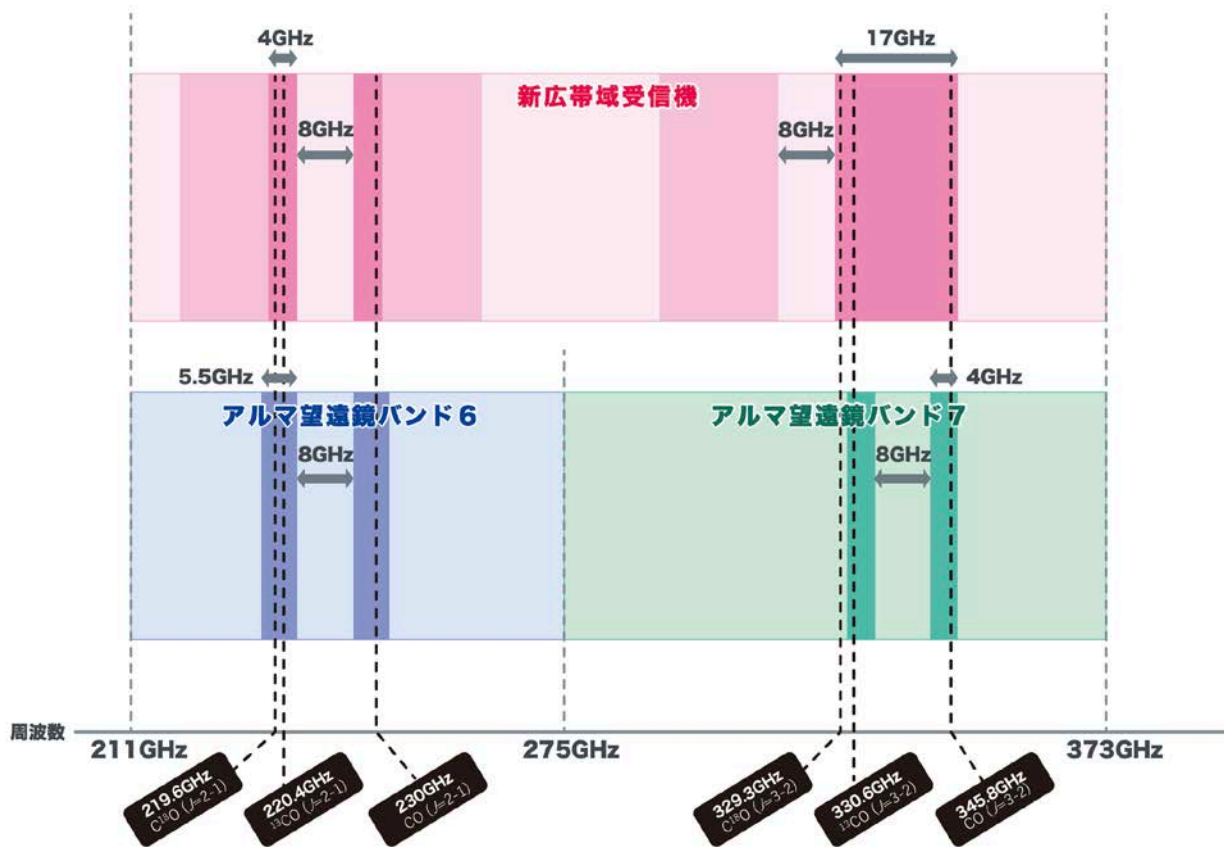 4GHz
17GHz
新広帯域受信機
8GHz
8GHz
5.5GHz
4GHz
アルマ望遠鏡バンド6
アルマ望遠鏡バンド7
8GHz
8GHz
周波数
211GHz
275GHz
373GHz
219.6GHz
C¹⁸O (J=2-1)
220.4GHz
¹³CO (J=2-1)
230GHz
CO (J=2-1)
329.3GHz
C¹⁸O (J=3-2)
330.6GHz
¹³CO (J=3-2)
345.8GHz
CO (J=3-2)